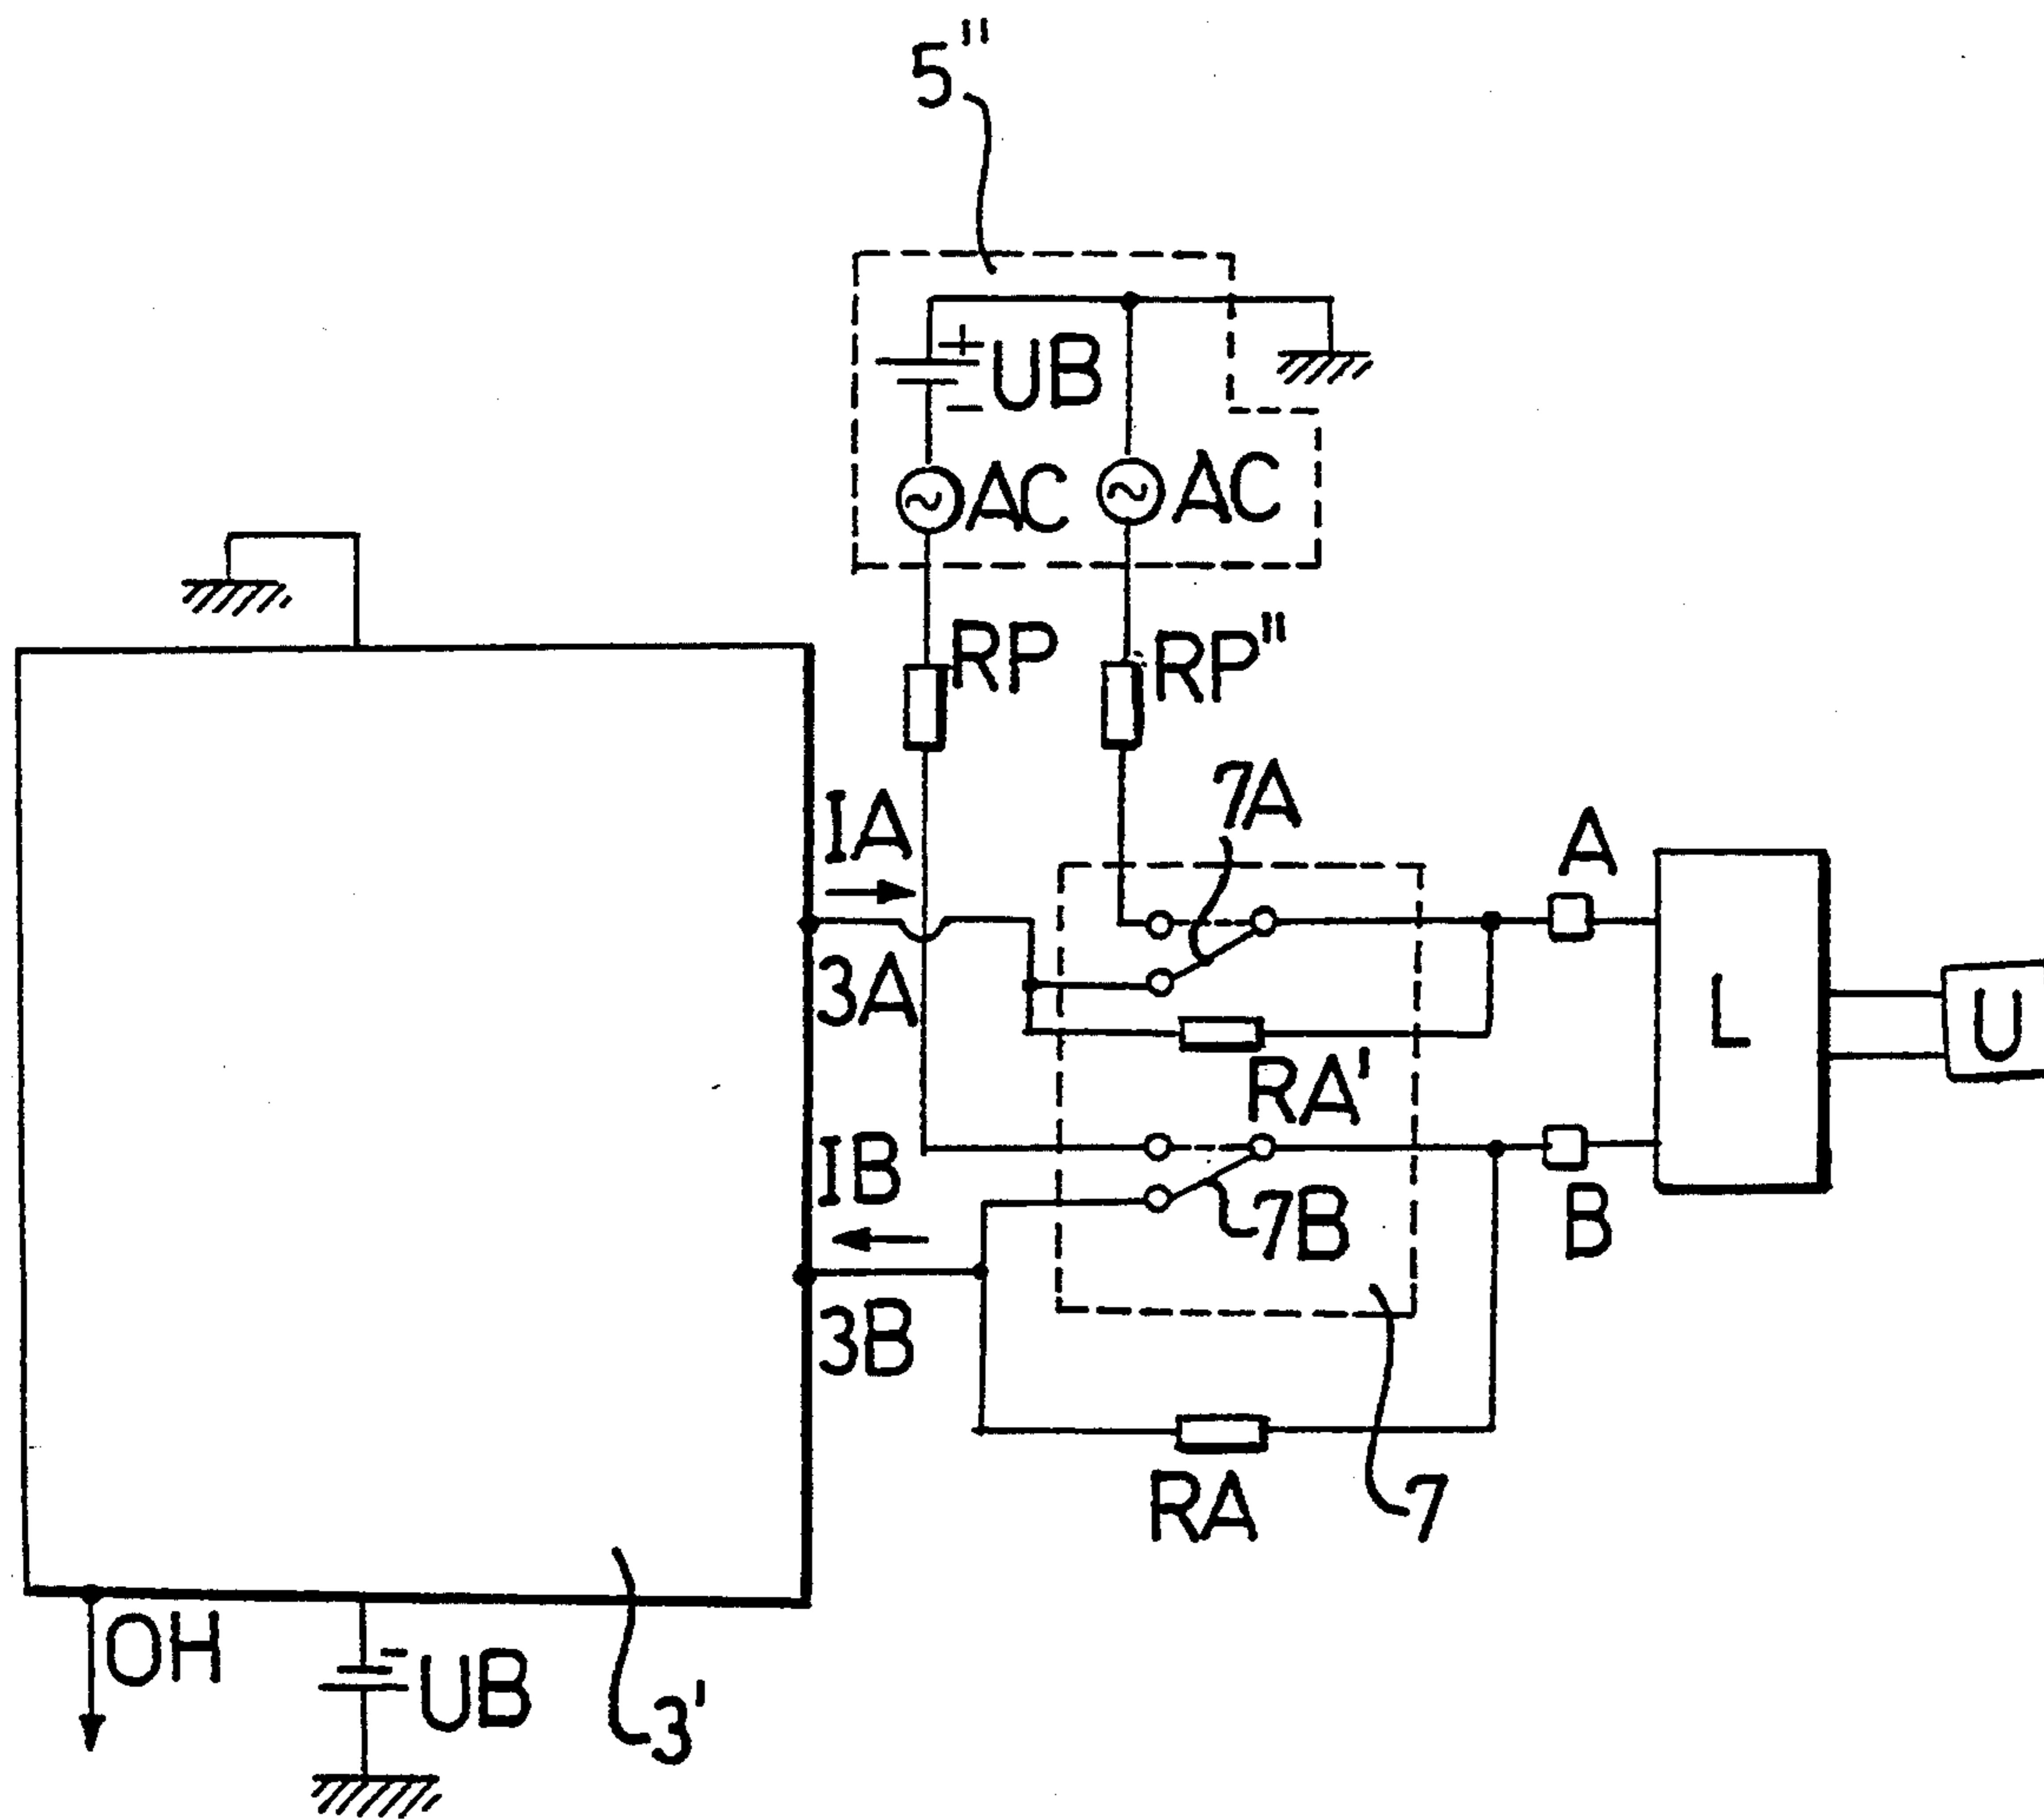 5"
+
UB
−
AC
AC
RP
RP"
7A
IA
A
3A
L
U
RA'
IB
7B
B
3B
RA
7
OH
−
UB
3'